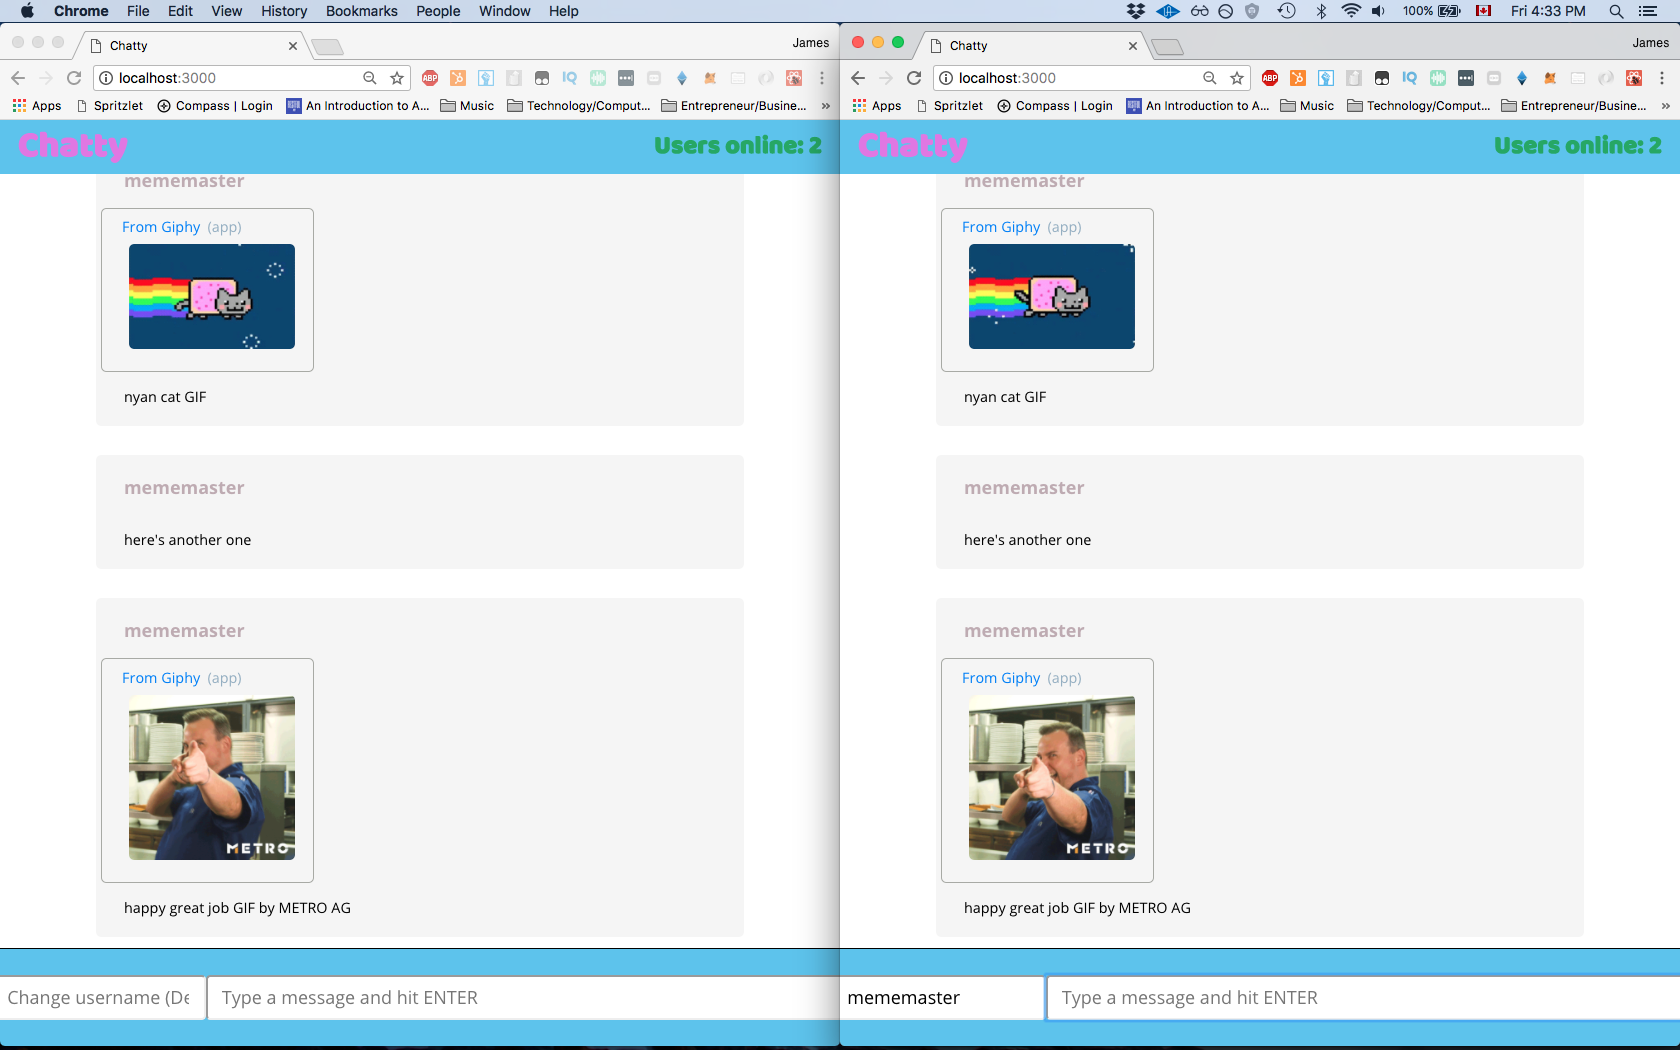 Chrome File Edit View History Bookmarks People Window Help 100% Fri 4:33 PM
Chatty James
localhost:3000 ABP IQ
Apps Spritzlet Compass | Login An Introduction to A... Music Technology/Comput... Entrepreneur/Busine... »
Chatty Users online: 2
mememaster
From Giphy (app)
nyan cat GIF
mememaster
here's another one
mememaster
From Giphy (app)
METRO
happy great job GIF by METRO AG
Change username (De
Type a message and hit ENTER
Chatty James
localhost:3000 ABP IQ
Apps Spritzlet Compass | Login An Introduction to A... Music Technology/Comput... Entrepreneur/Busine... »
Chatty Users online: 2
mememaster
From Giphy (app)
nyan cat GIF
mememaster
here's another one
mememaster
From Giphy (app)
METRO
happy great job GIF by METRO AG
mememaster
Type a message and hit ENTER